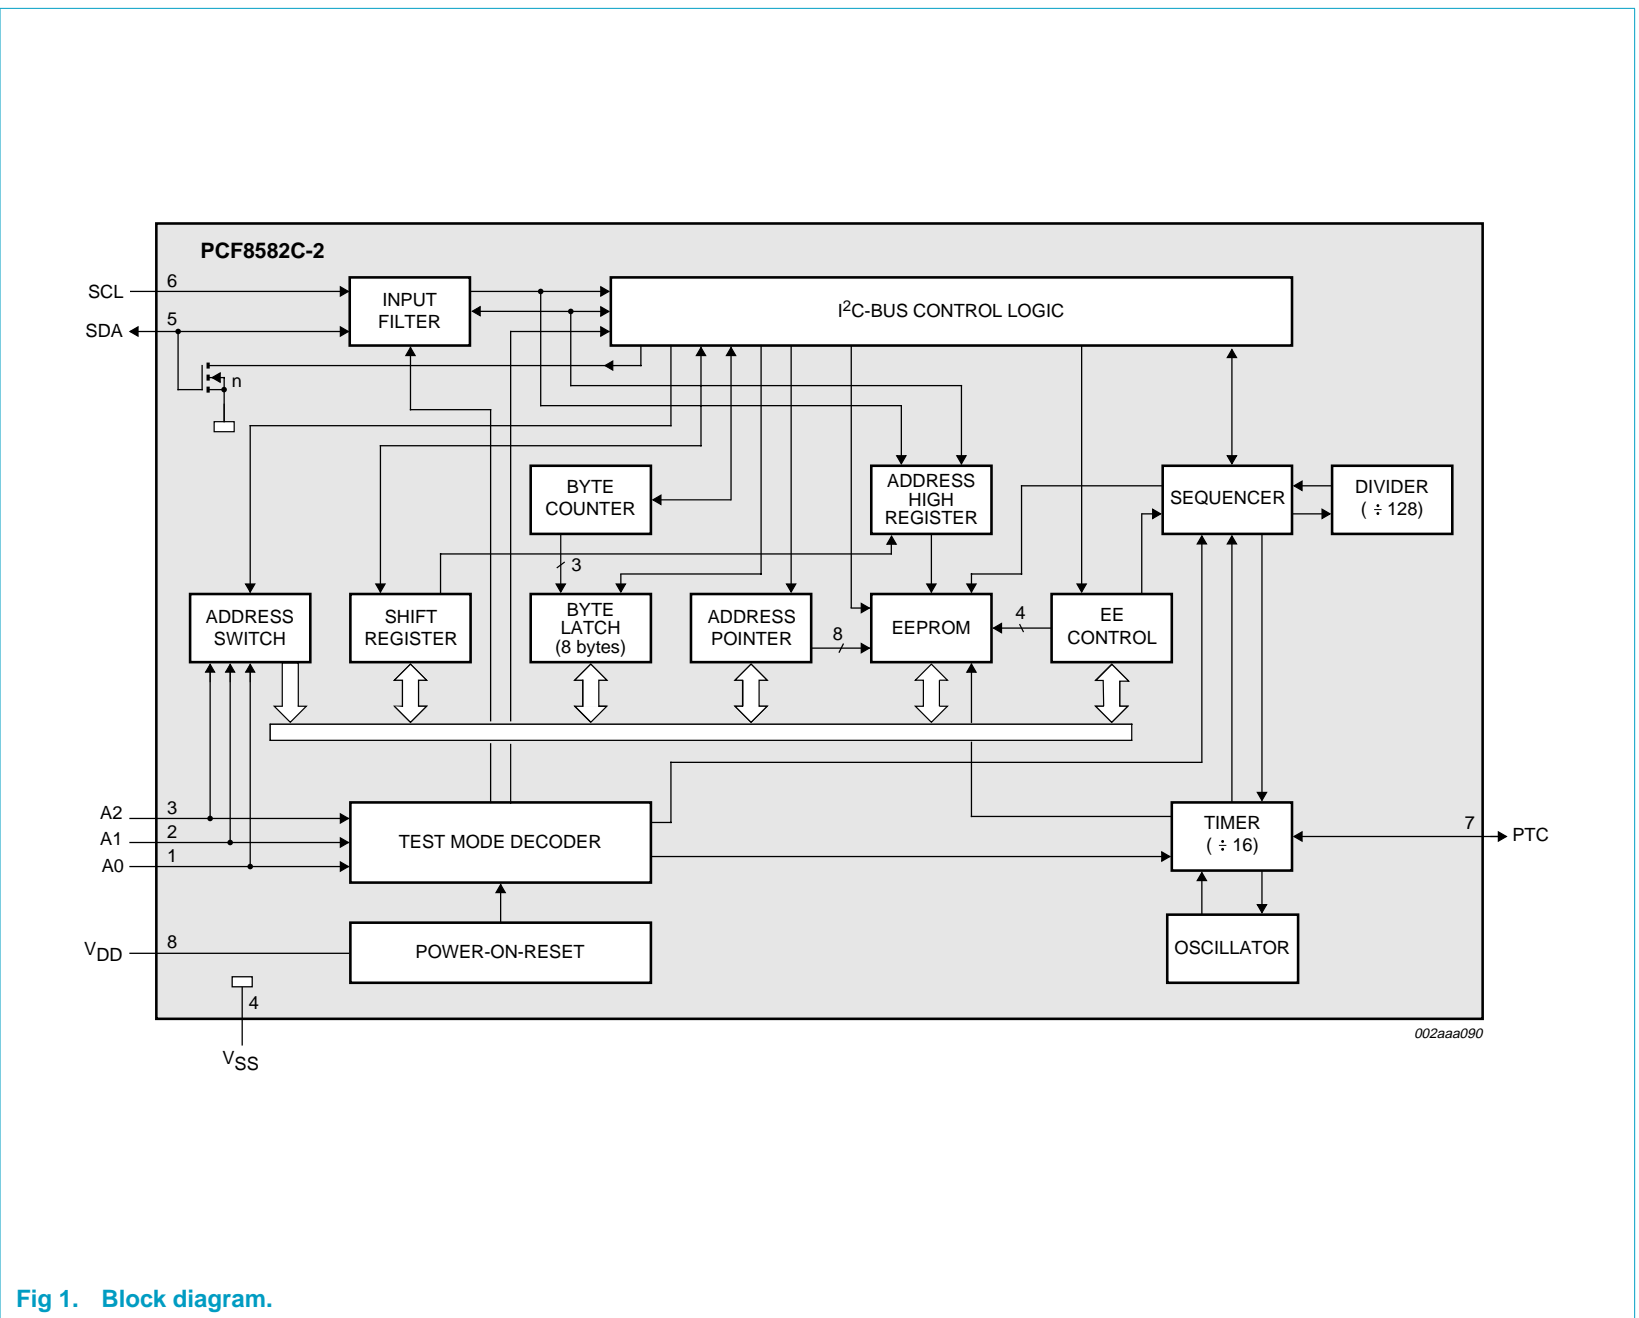 PCF8582C-2
SCL
6
SDA
5
INPUT
FILTER
I2C-BUS CONTROL LOGIC
n
BYTE
COUNTER
3
ADDRESS
HIGH
REGISTER
SEQUENCER
DIVIDER
( ÷ 128)
ADDRESS
SWITCH
SHIFT
REGISTER
BYTE
LATCH
(8 bytes)
ADDRESS
POINTER
8
EEPROM
4
EE
CONTROL
A2
3
A1
2
A0
1
TEST MODE DECODER
TIMER
( ÷ 16)
7
PTC
VDD
8
POWER-ON-RESET
OSCILLATOR
4
VSS
002aaa090
Fig 1. Block diagram.